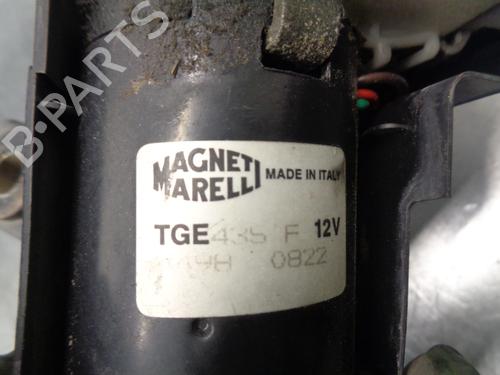 B-PARTS
MAGNETI
MARELLI
MADE IN ITALY
TGE 435 F 12V
0822